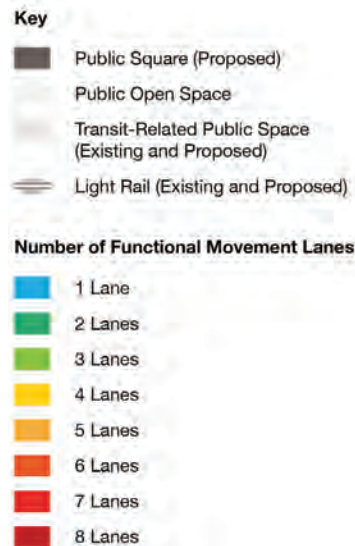 Key
Public Square (Proposed)
Public Open Space
Transit-Related Public Space
(Existing and Proposed)
Light Rail (Existing and Proposed)
Number of Functional Movement Lanes
1 Lane
2 Lanes
3 Lanes
4 Lanes
5 Lanes
6 Lanes
7 Lanes
8 Lanes